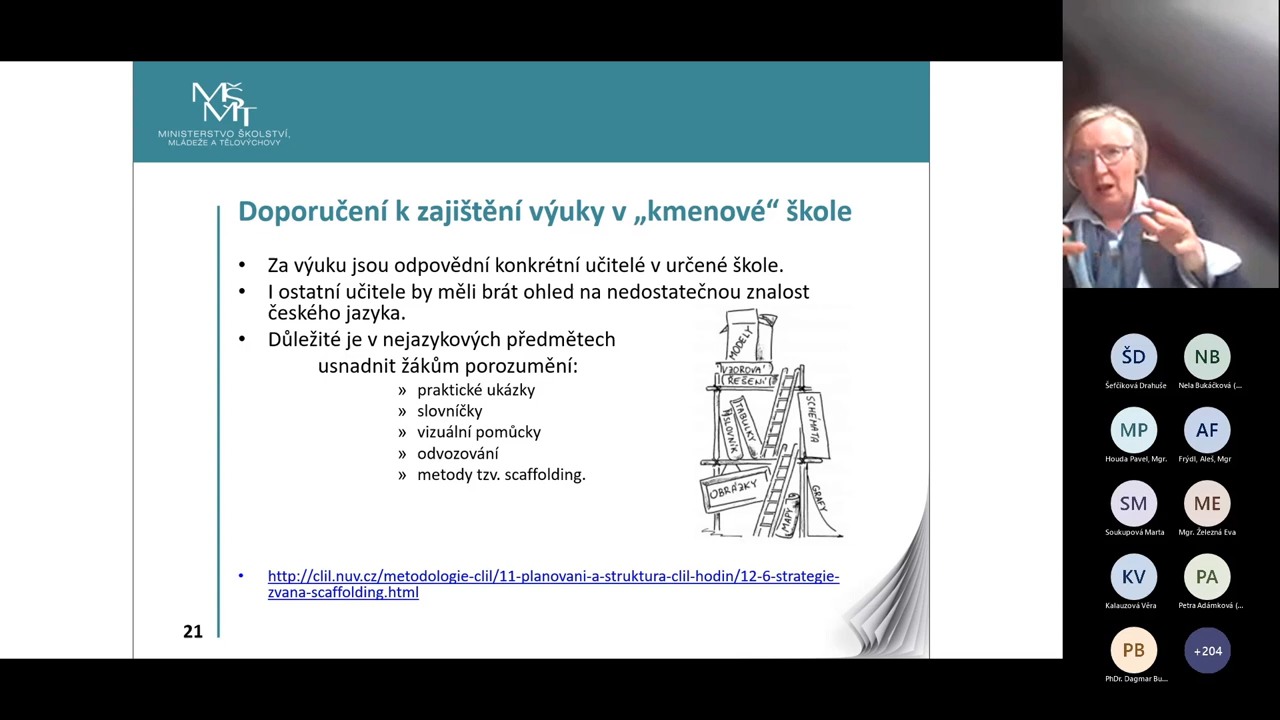 MŠMT
MINISTERSTVO ŠKOLSTVÍ,
MLÁDEŽE A TĚLOVÝCHOVY
Doporučení k zajištění výuky v „kmenové“ škole
• Za výuku jsou odpovědní konkrétní učitelé v určené škole.
• I ostatní učitele by měli brát ohled na nedostatečnou znalost
českého jazyka.
• Důležité je v nejazykových předmětech
usnadnit žákům porozumění:
» praktické ukázky
» slovníčky
» vizuální pomůcky
» odvozování
» metody tzv. scaffolding.
MODELY
VZOROVÁ
ŘEŠENÍ
TABULKY
SLOVNÍK
SCHÉMATA
OBRÁZKY
MAPY
GRAFY
• http://clil.nuv.cz/metodologie-clil/11-planovani-a-struktura-clil-hodin/12-6-strategie-
zvana-scaffolding.html
21
ŠD
Šefčíková Drahuše
NB
Nela Bukáčková (...
MP
Houda Pavel, Mgr.
AF
Frýdl, Aleš, Mgr
SM
Soukupová Marta
ME
Mgr. Železná Eva
KV
Kalauzová Věra
PA
Petra Adámková (...
PB
PhDr. Dagmar Bu...
+204